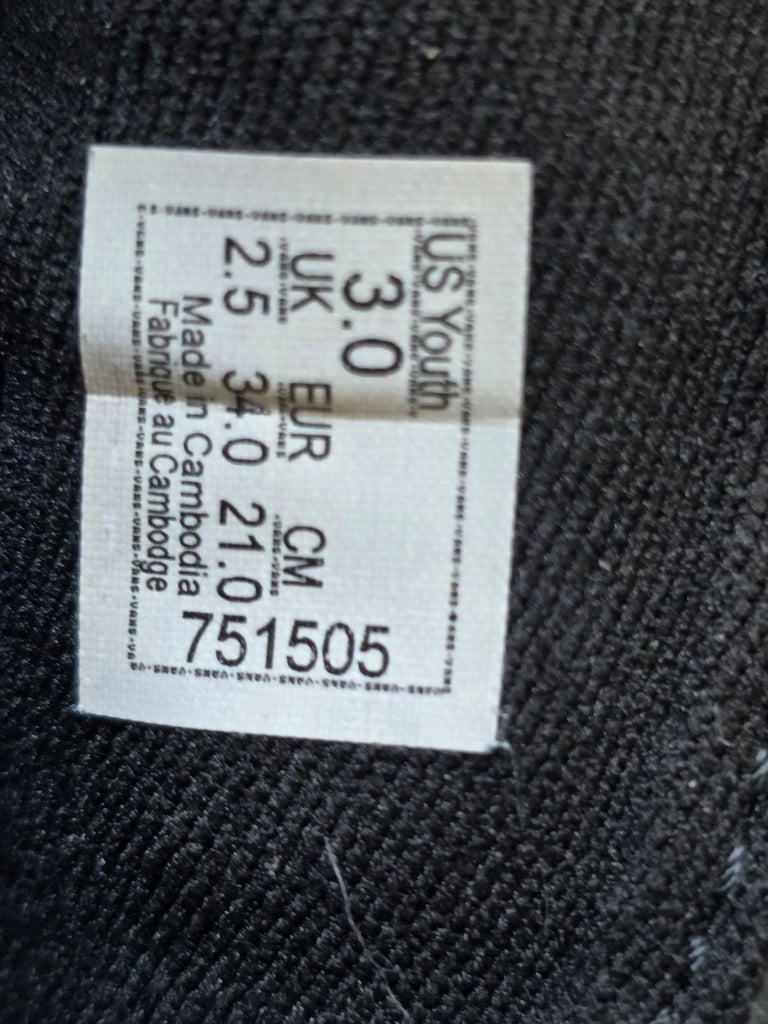 US Youth
3.0
UK EUR CM
2.5 34.0 21.0
Made in Cambodia
Fabriqué au Cambodge
751505